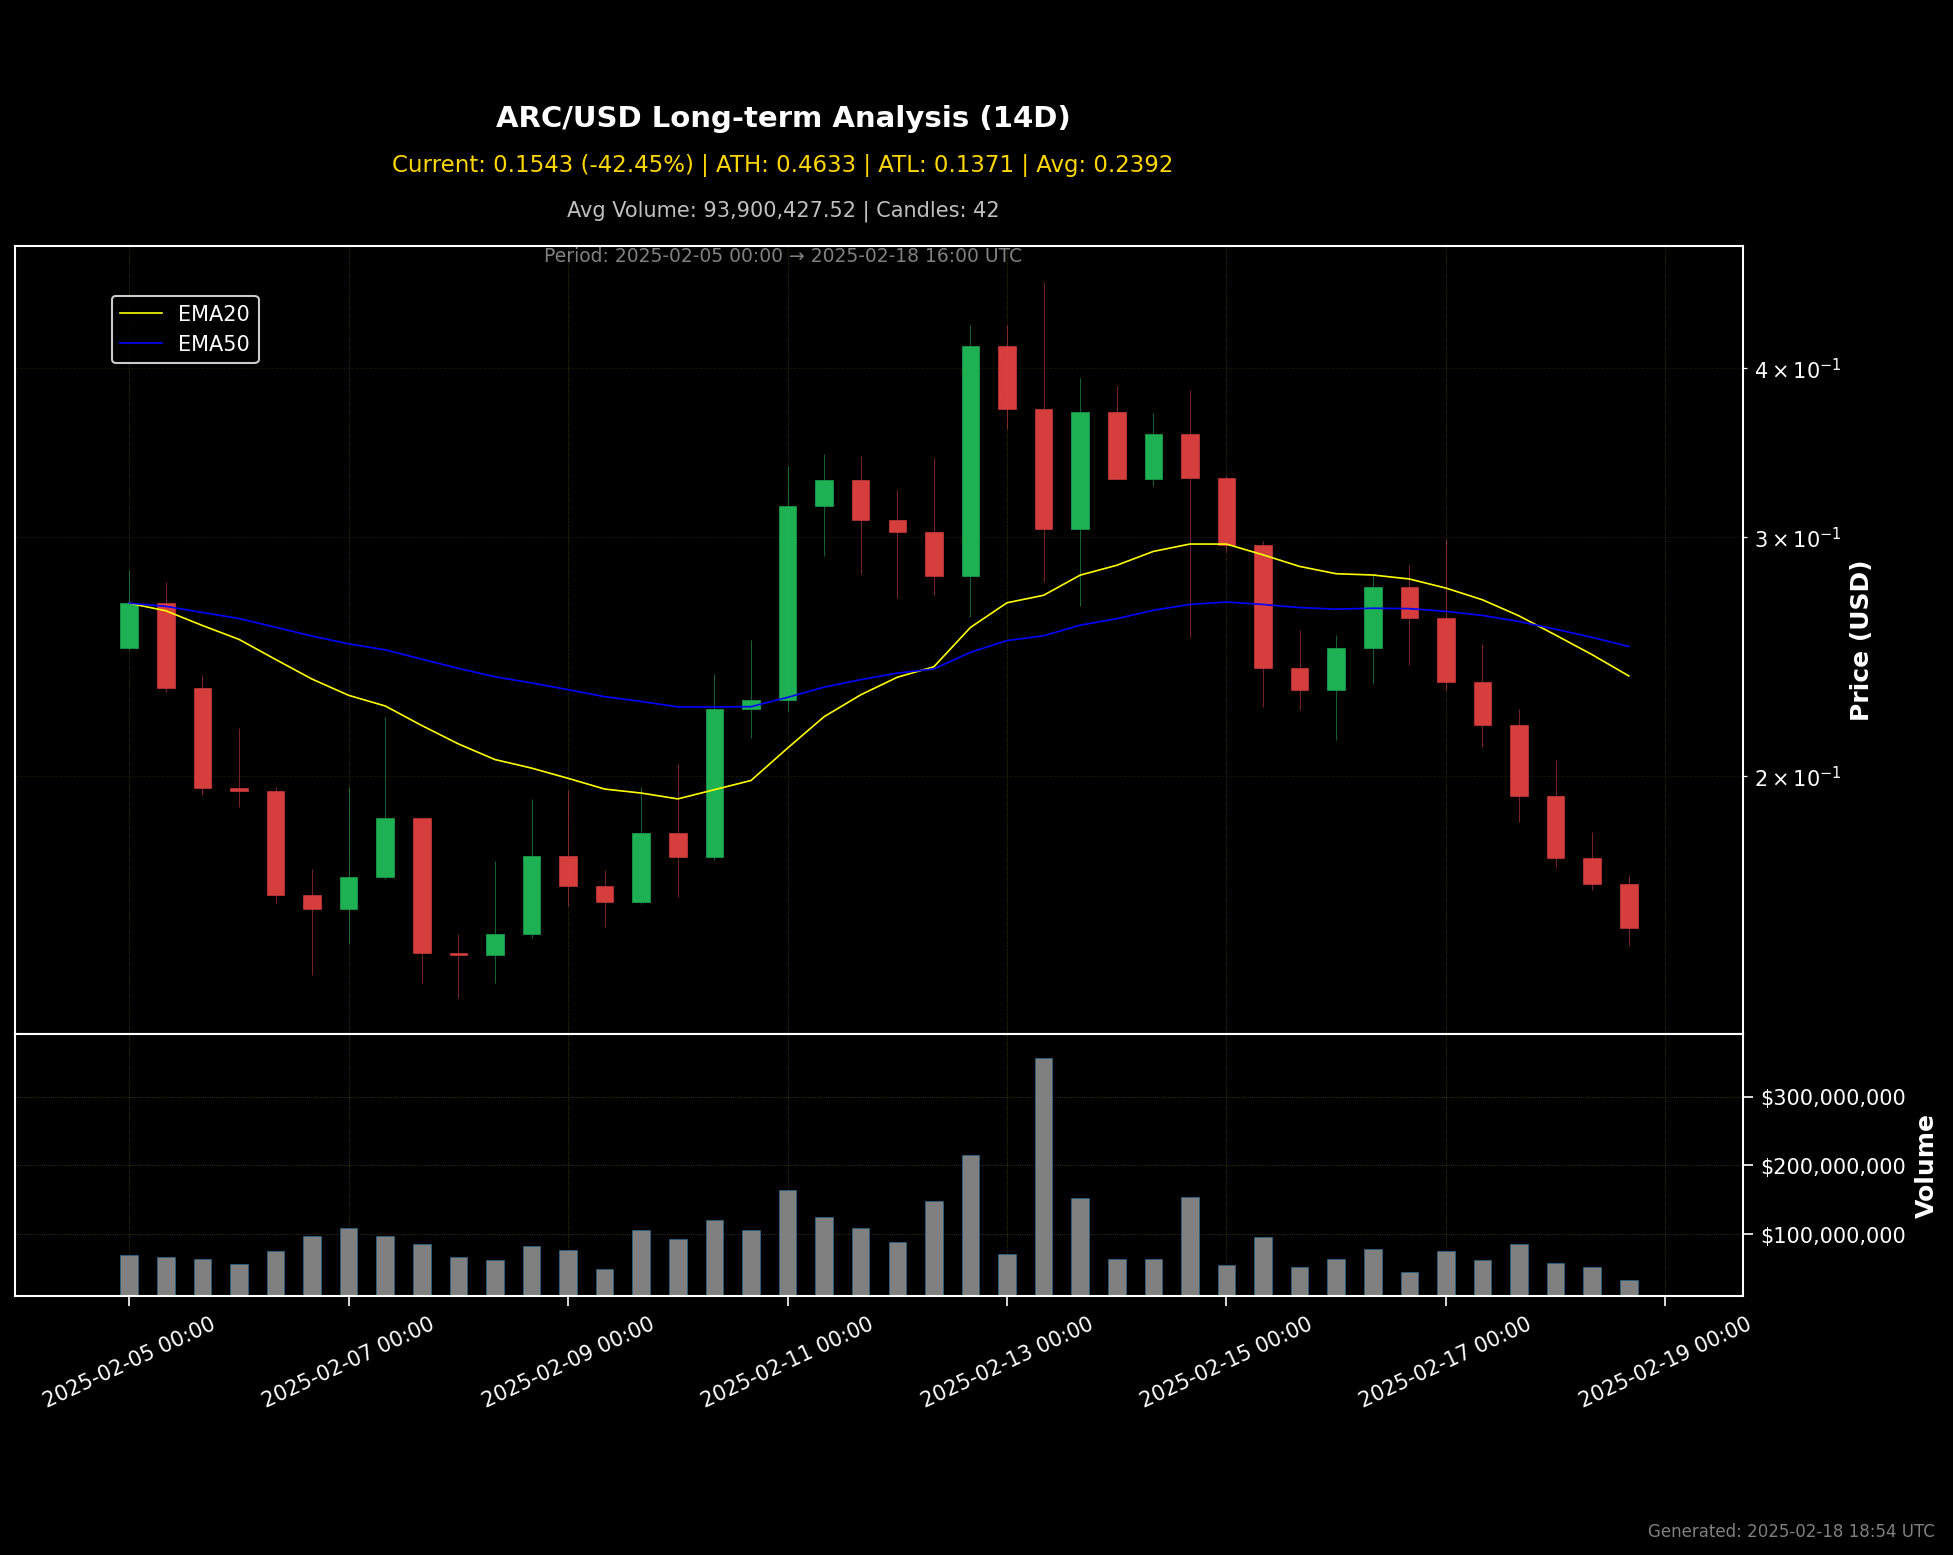 ARC/USD Long-term Analysis (14D)
Current: 0.1543 (-42.45%) | ATH: 0.4633 | ATL: 0.1371 | Avg: 0.2392
Avg Volume: 93,900,427.52 | Candles: 42
Period: 2025-02-05 00:00 → 2025-02-18 16:00 UTC
EMA20
EMA50
4 × 10⁻¹
3 × 10⁻¹
2 × 10⁻¹
Price (USD)
$300,000,000
$200,000,000
$100,000,000
Volume
2025-02-05 00:00
2025-02-07 00:00
2025-02-09 00:00
2025-02-11 00:00
2025-02-13 00:00
2025-02-15 00:00
2025-02-17 00:00
2025-02-19 00:00
Generated: 2025-02-18 18:54 UTC